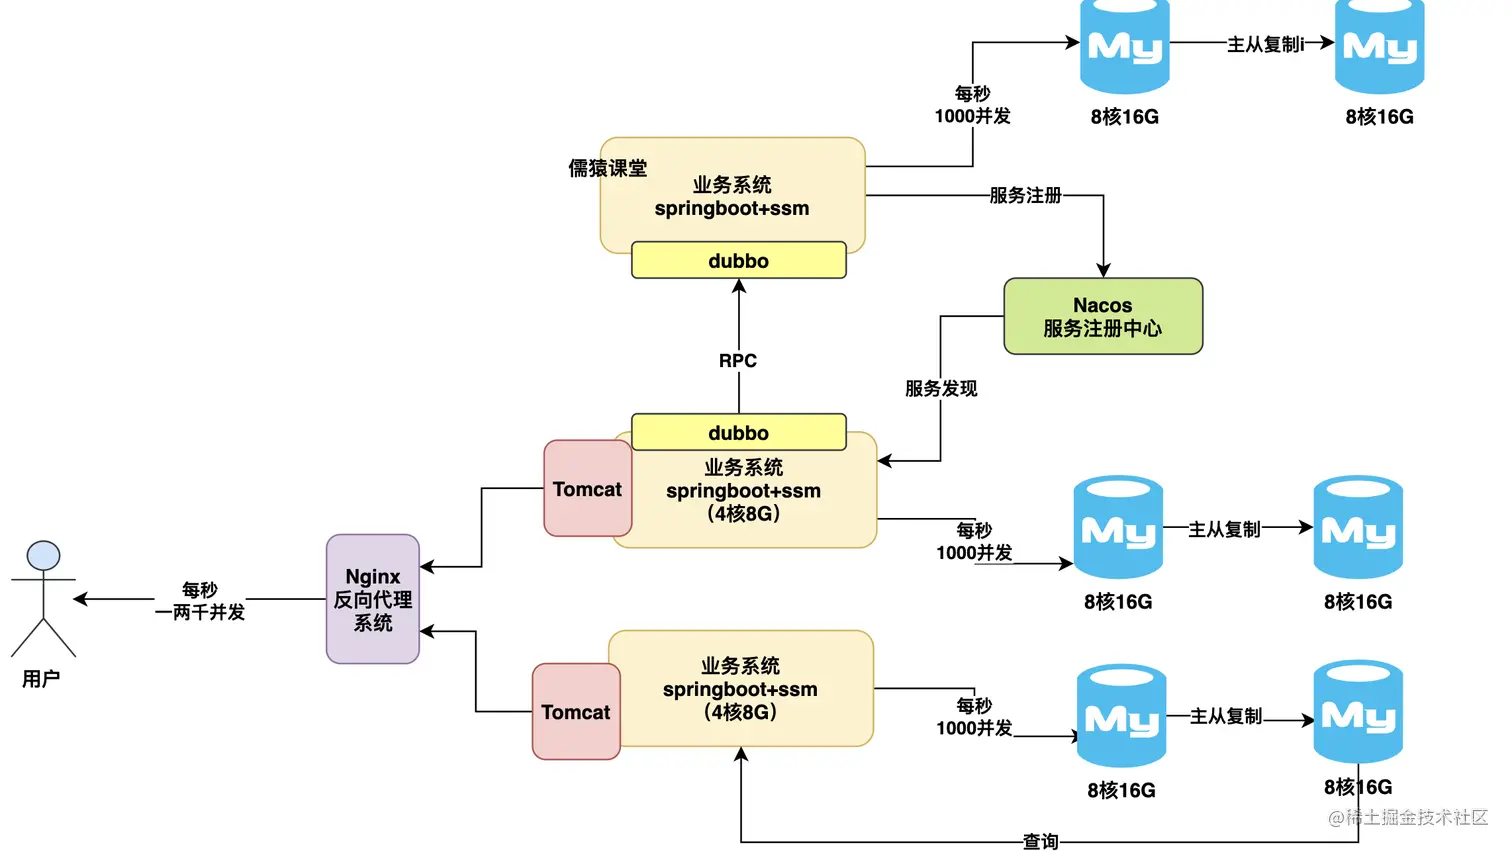 My
主从复制i
My
每秒
1000并发
8核16G
8核16G
儒猿课堂
业务系统
springboot+ssm
服务注册
dubbo
Nacos
服务注册中心
RPC
服务发现
dubbo
业务系统
springboot+ssm
（4核8G）
Tomcat
My
主从复制
My
每秒
1000并发
8核16G
8核16G
Nginx
反向代理
系统
每秒
一两千并发
用户
业务系统
springboot+ssm
（4核8G）
Tomcat
每秒
1000并发
My
主从复制
My
8核16G
8核16G
@稀土掘金技术社区
查询